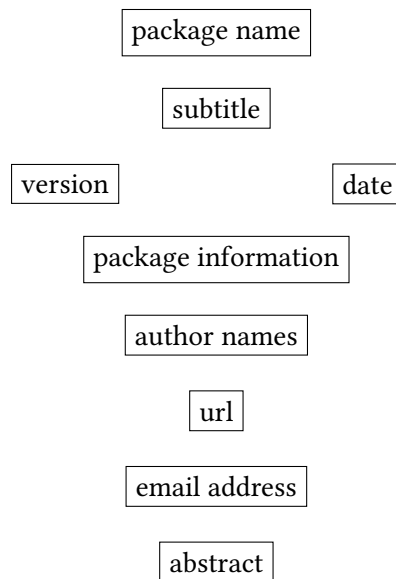 package name
subtitle
version date
package information
author names
url
email address
abstract